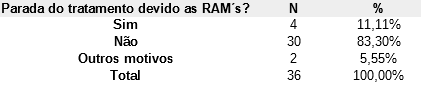 Parada do tratamento devido as RAM´s? N %
Sim 4 11,11%
Não 30 83,30%
Outros motivos 2 5,55%
Total 36 100,00%